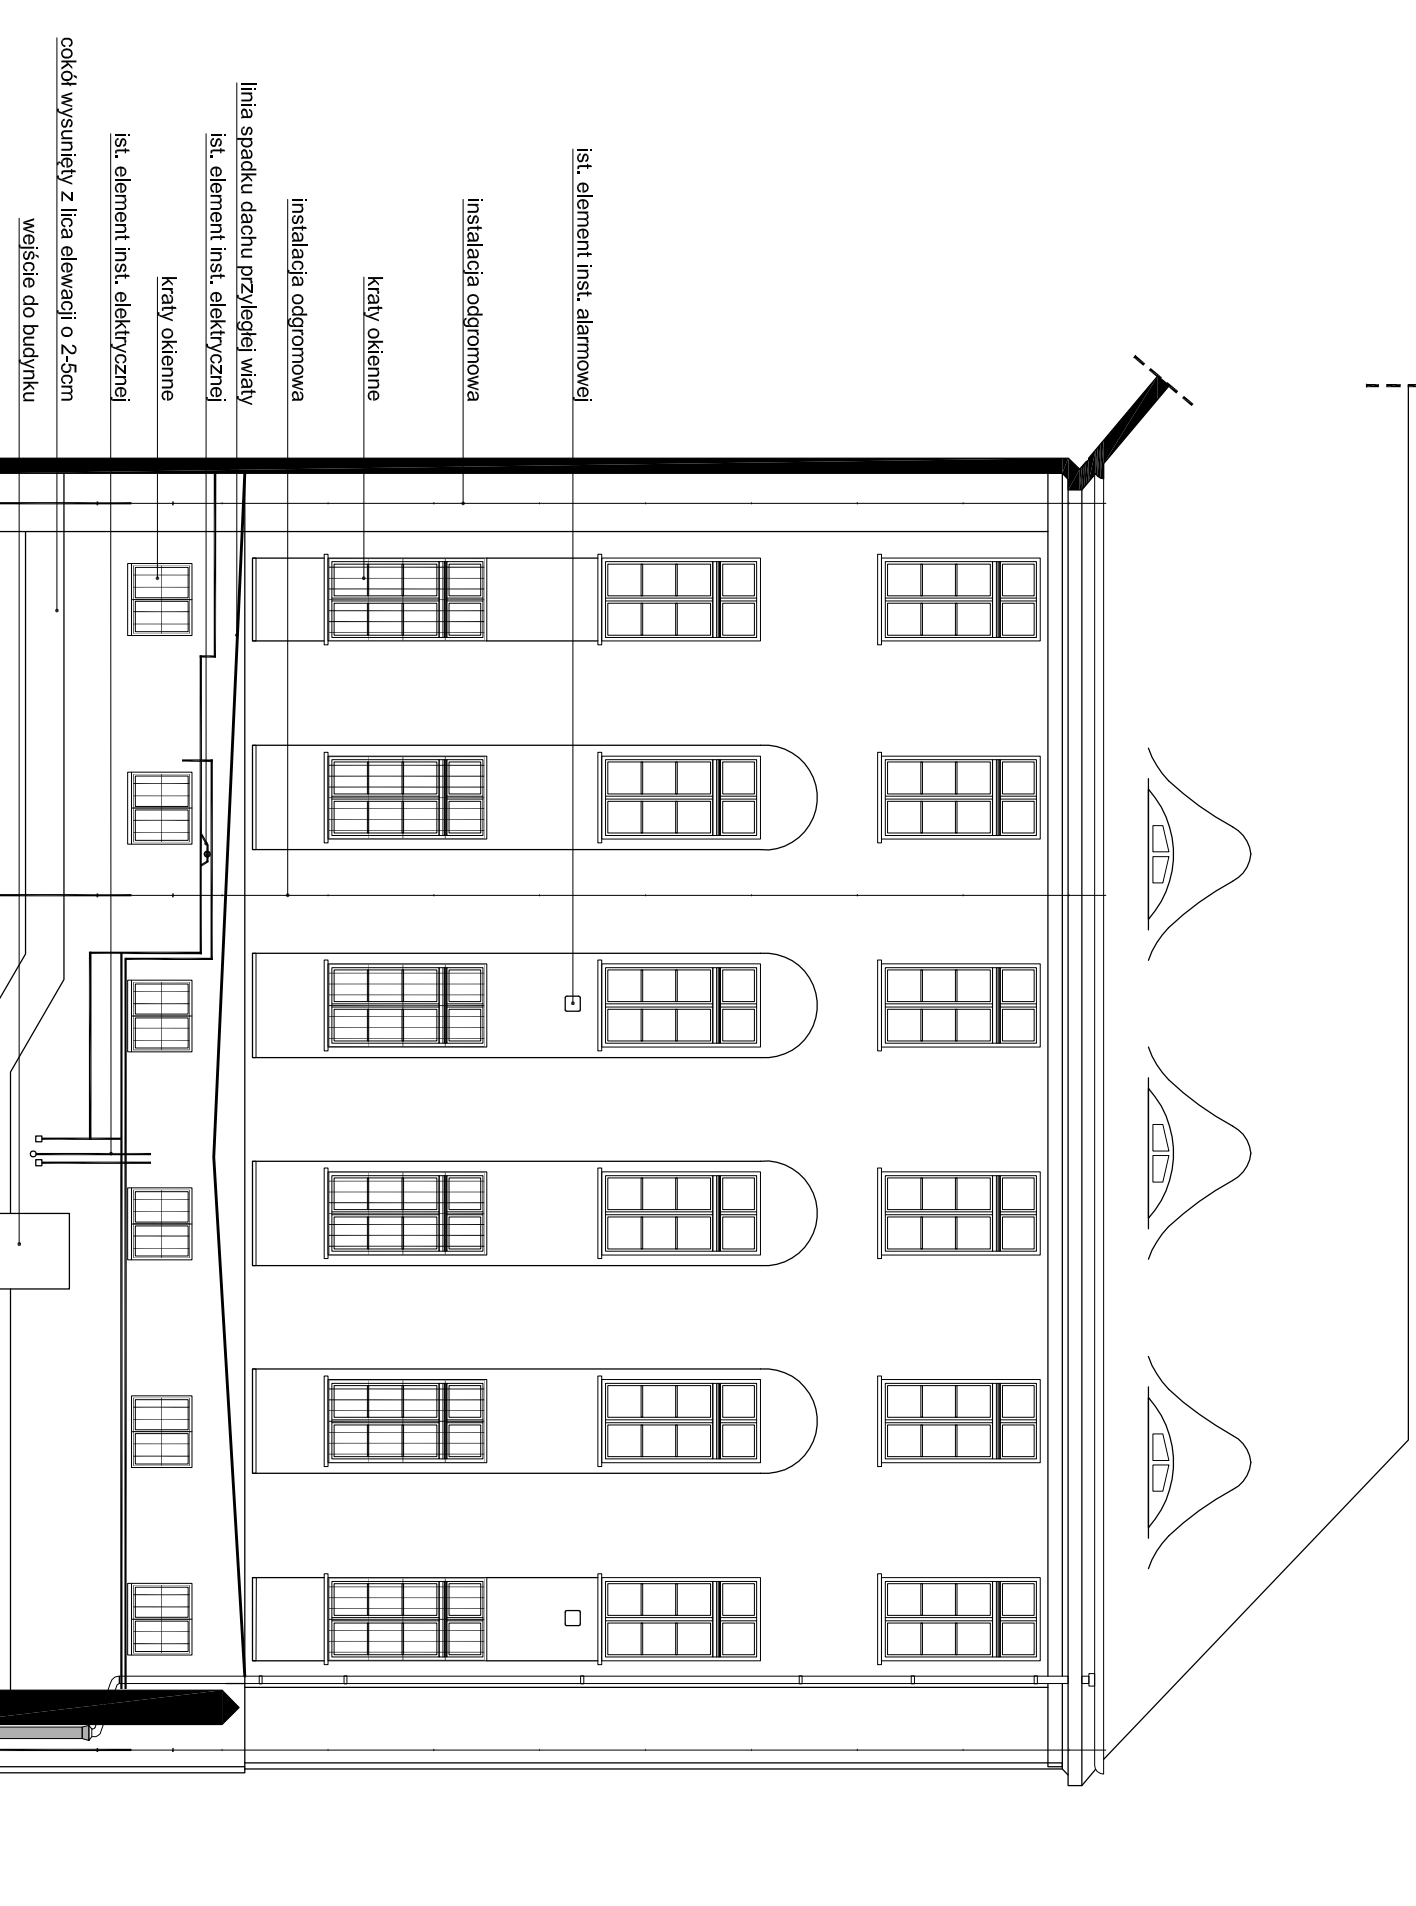 ist. element inst. alarmowej
instalacja odgromowa
kraty okienne
instalacja odgromowa
linia spadku dachu przyległej wiaty
ist. element inst. elektrycznej
kraty okienne
ist. element inst. elektrycznej
cokół wysunięty z lica elewacji o 2-5cm
wejście do budynku